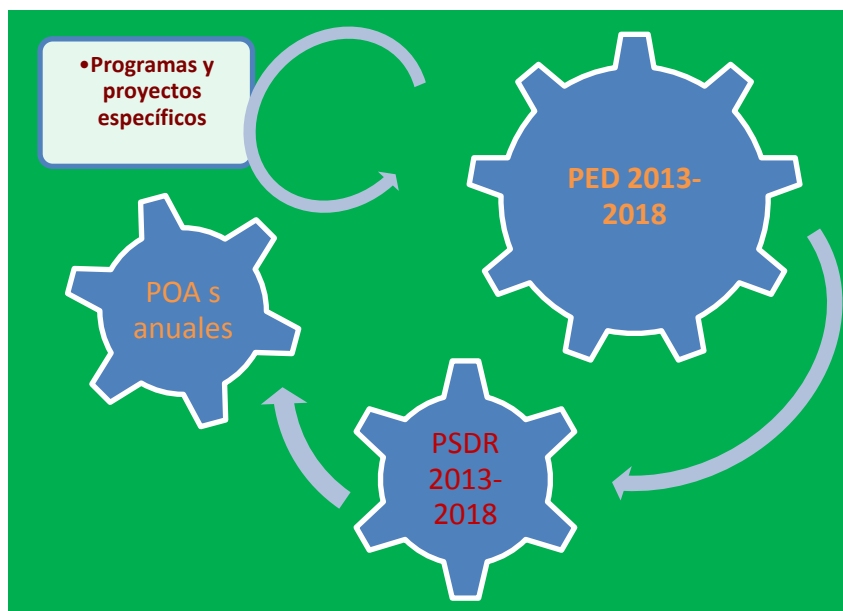 •Programas y
proyectos
específicos
PED 2013-
2018
POA s
anuales
PSDR
2013-
2018